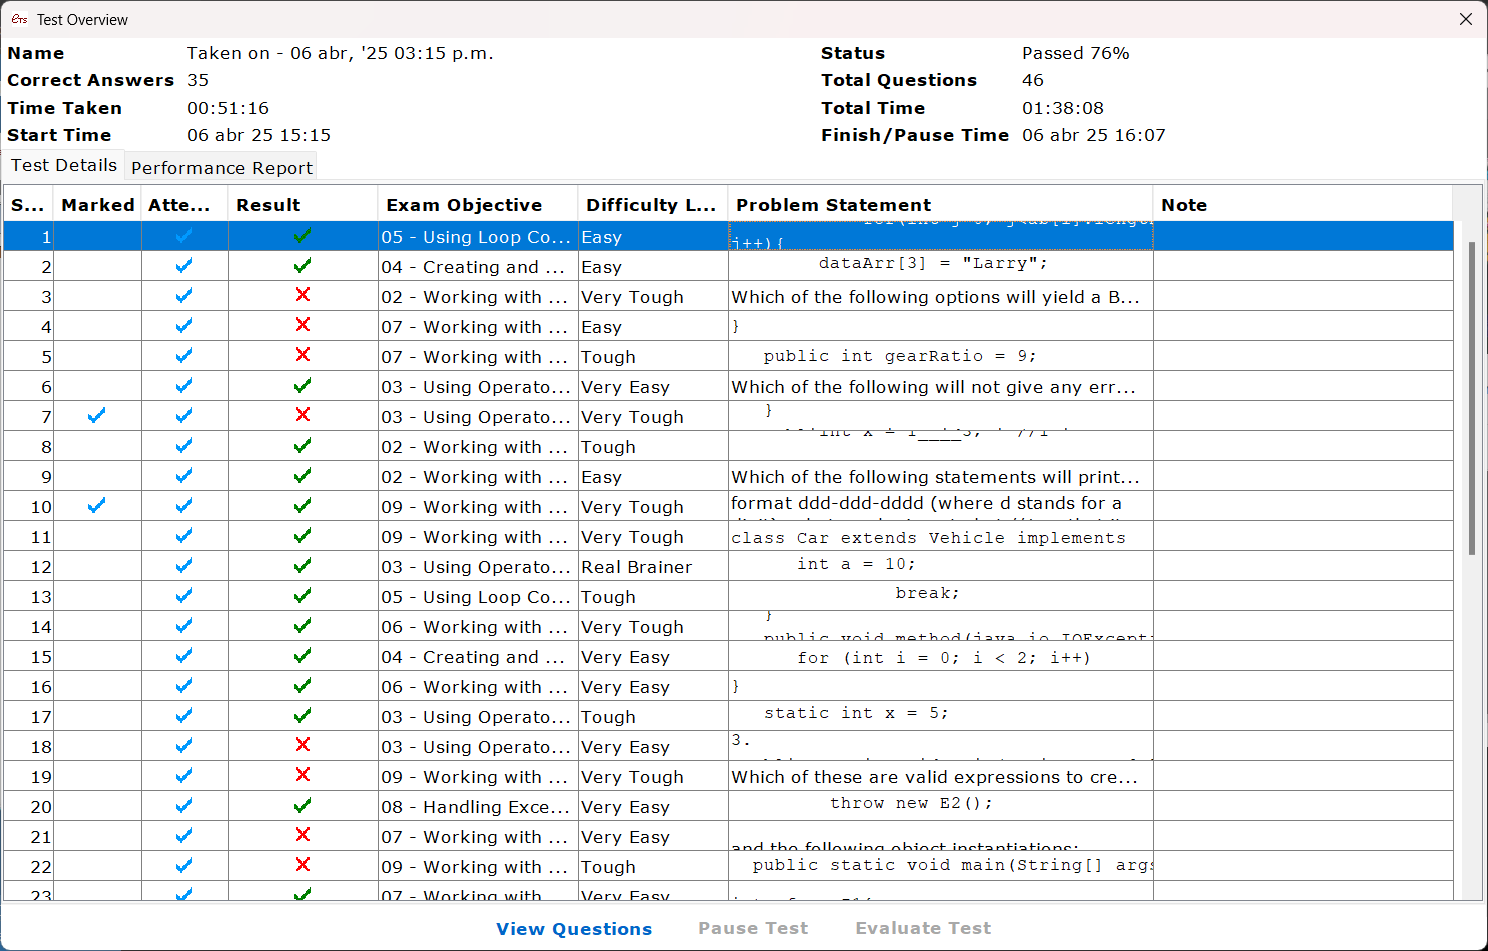 ETS Test Overview
Name Taken on - 06 abr, '25 03:15 p.m. Status Passed 76%
Correct Answers 35 Total Questions 46
Time Taken 00:51:16 Total Time 01:38:08
Start Time 06 abr 25 15:15 Finish/Pause Time 06 abr 25 16:07
Test Details Performance Report
S... Marked Atte... Result Exam Objective Difficulty L... Problem Statement Note
1 05 - Using Loop Co... Easy i++){
2 04 - Creating and ... Easy dataArr[3] = "Larry";
3 02 - Working with ... Very Tough Which of the following options will yield a B...
4 07 - Working with ... Easy }
5 07 - Working with ... Tough public int gearRatio = 9;
6 03 - Using Operato... Very Easy Which of the following will not give any err...
7 03 - Using Operato... Very Tough }
8 02 - Working with ... Tough
9 02 - Working with ... Easy Which of the following statements will print...
10 09 - Working with ... Very Tough format ddd-ddd-dddd (where d stands for a
11 09 - Working with ... Very Tough class Car extends Vehicle implements
12 03 - Using Operato... Real Brainer int a = 10;
13 05 - Using Loop Co... Tough break;
14 06 - Working with ... Very Tough }
public void method(java.io.IOExcepti
15 04 - Creating and ... Very Easy for (int i = 0; i < 2; i++)
16 06 - Working with ... Very Easy }
17 03 - Using Operato... Tough static int x = 5;
18 03 - Using Operato... Very Easy 3.
19 09 - Working with ... Very Tough Which of these are valid expressions to cre...
20 08 - Handling Exce... Very Easy throw new E2();
21 07 - Working with ... Very Easy and the following object instantiations:
22 09 - Working with ... Tough public static void main(String[] args
23 07 - Working with ... Very Easy
View Questions Pause Test Evaluate Test